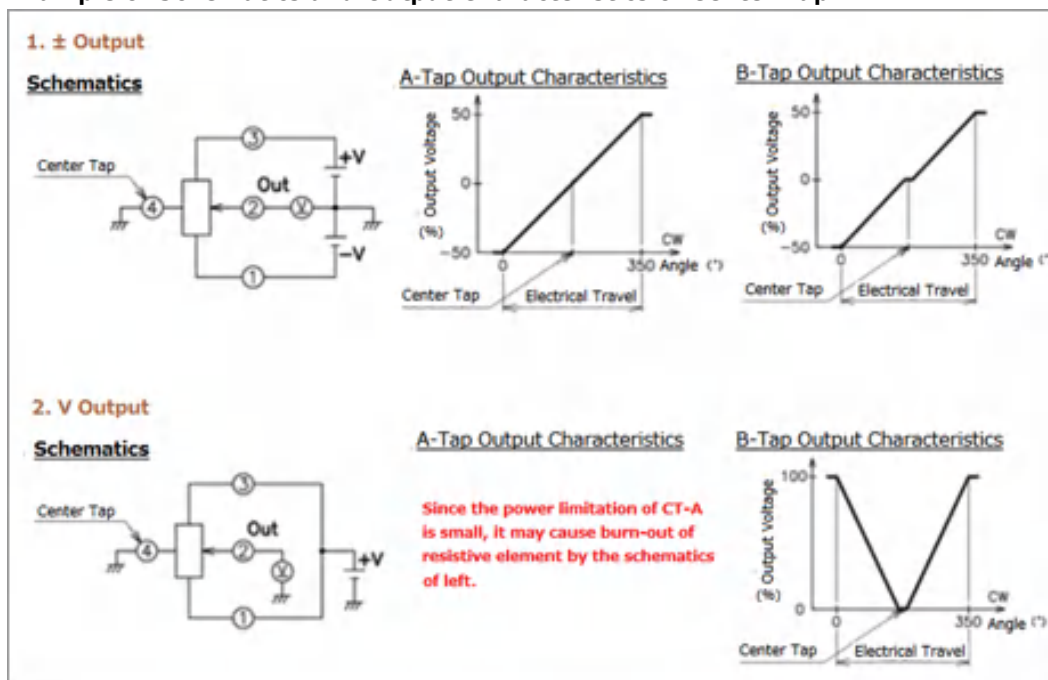 1. ± Output
Schematics
Center Tap
③
+V
Out
④
②
V
−V
①
A-Tap Output Characteristics
(%) Output Voltage
50
0
−50
CW
0
350 Angle (°)
Center Tap
Electrical Travel
B-Tap Output Characteristics
(%) Output Voltage
50
0
−50
CW
0
350 Angle (°)
Center Tap
Electrical Travel
2. V Output
Schematics
Center Tap
③
Out
④
②
V
+V
①
A-Tap Output Characteristics
Since the power limitation of CT-A
is small, it may cause burn-out of
resistive element by the schematics
of left.
B-Tap Output Characteristics
(%) Output Voltage
100
0
CW
0
350 Angle (°)
Center Tap
Electrical Travel